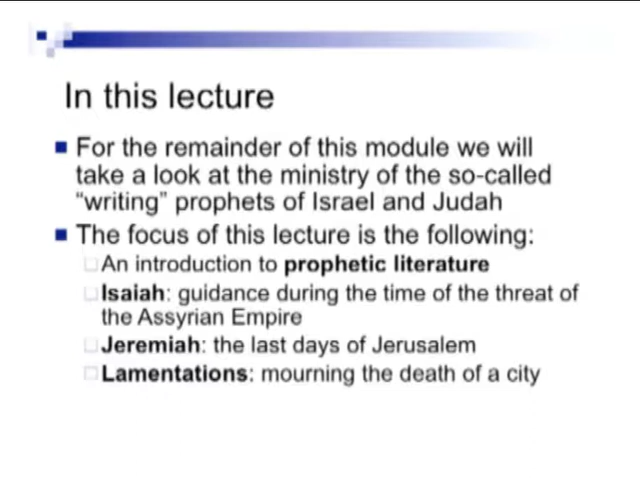 In this lecture
For the remainder of this module we will
take a look at the ministry of the so-called
“writing” prophets of Israel and Judah
The focus of this lecture is the following:
An introduction to prophetic literature
Isaiah: guidance during the time of the threat of
the Assyrian Empire
Jeremiah: the last days of Jerusalem
Lamentations: mourning the death of a city